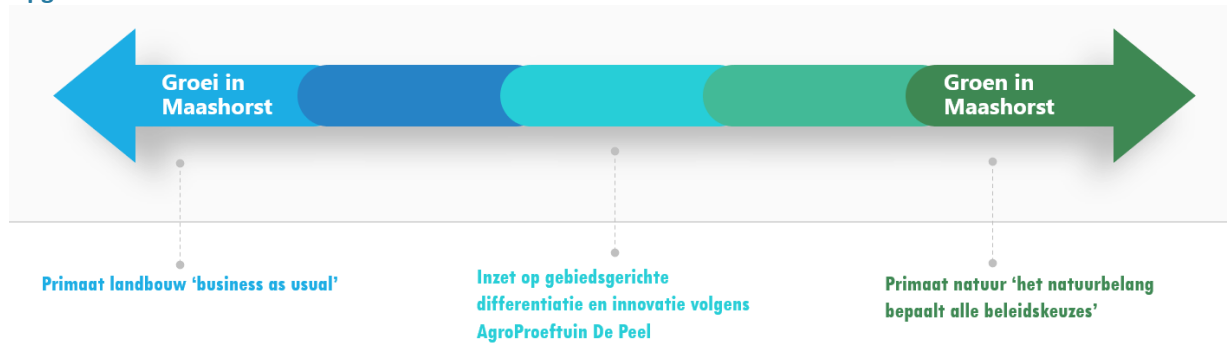 Groei in
Maashorst
Groen in
Maashorst
Primaat landbouw ‘business as usual’
Inzet op gebiedsgerichte
differentiatie en innovatie volgens
AgroProeftuin De Peel
Primaat natuur ‘het natuurbelang
bepaalt alle beleidskeuzes’